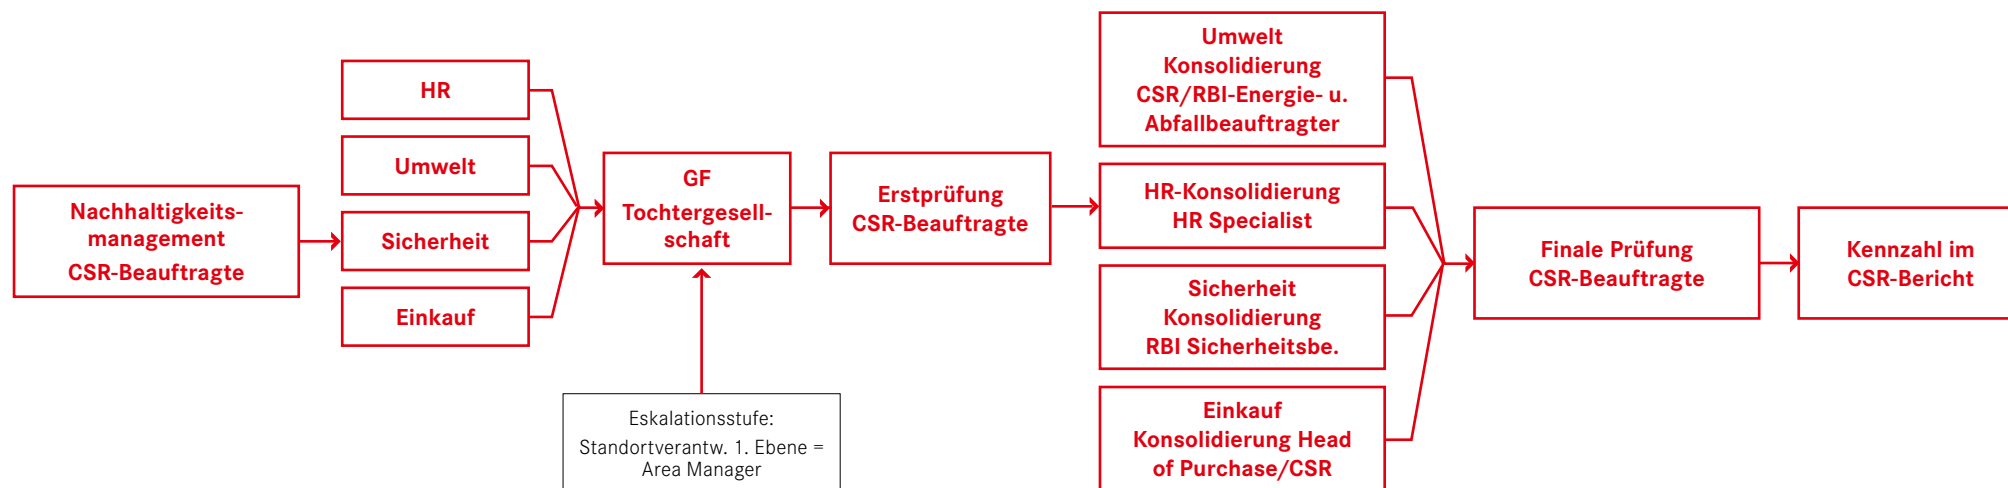 Nachhaltigkeits-
management
CSR-Beauftragte
HR
Umwelt
Sicherheit
Einkauf
GF
Tochtergesell-
schaft
Eskalationsstufe:
Standortverantw. 1. Ebene =
Area Manager
Erstprüfung
CSR-Beauftragte
Umwelt
Konsolidierung
CSR/RBI-Energie- u.
Abfallbeauftragter
HR-Konsolidierung
HR Specialist
Sicherheit
Konsolidierung
RBI Sicherheitsbe.
Einkauf
Konsolidierung Head
of Purchase/CSR
Finale Prüfung
CSR-Beauftragte
Kennzahl im
CSR-Bericht